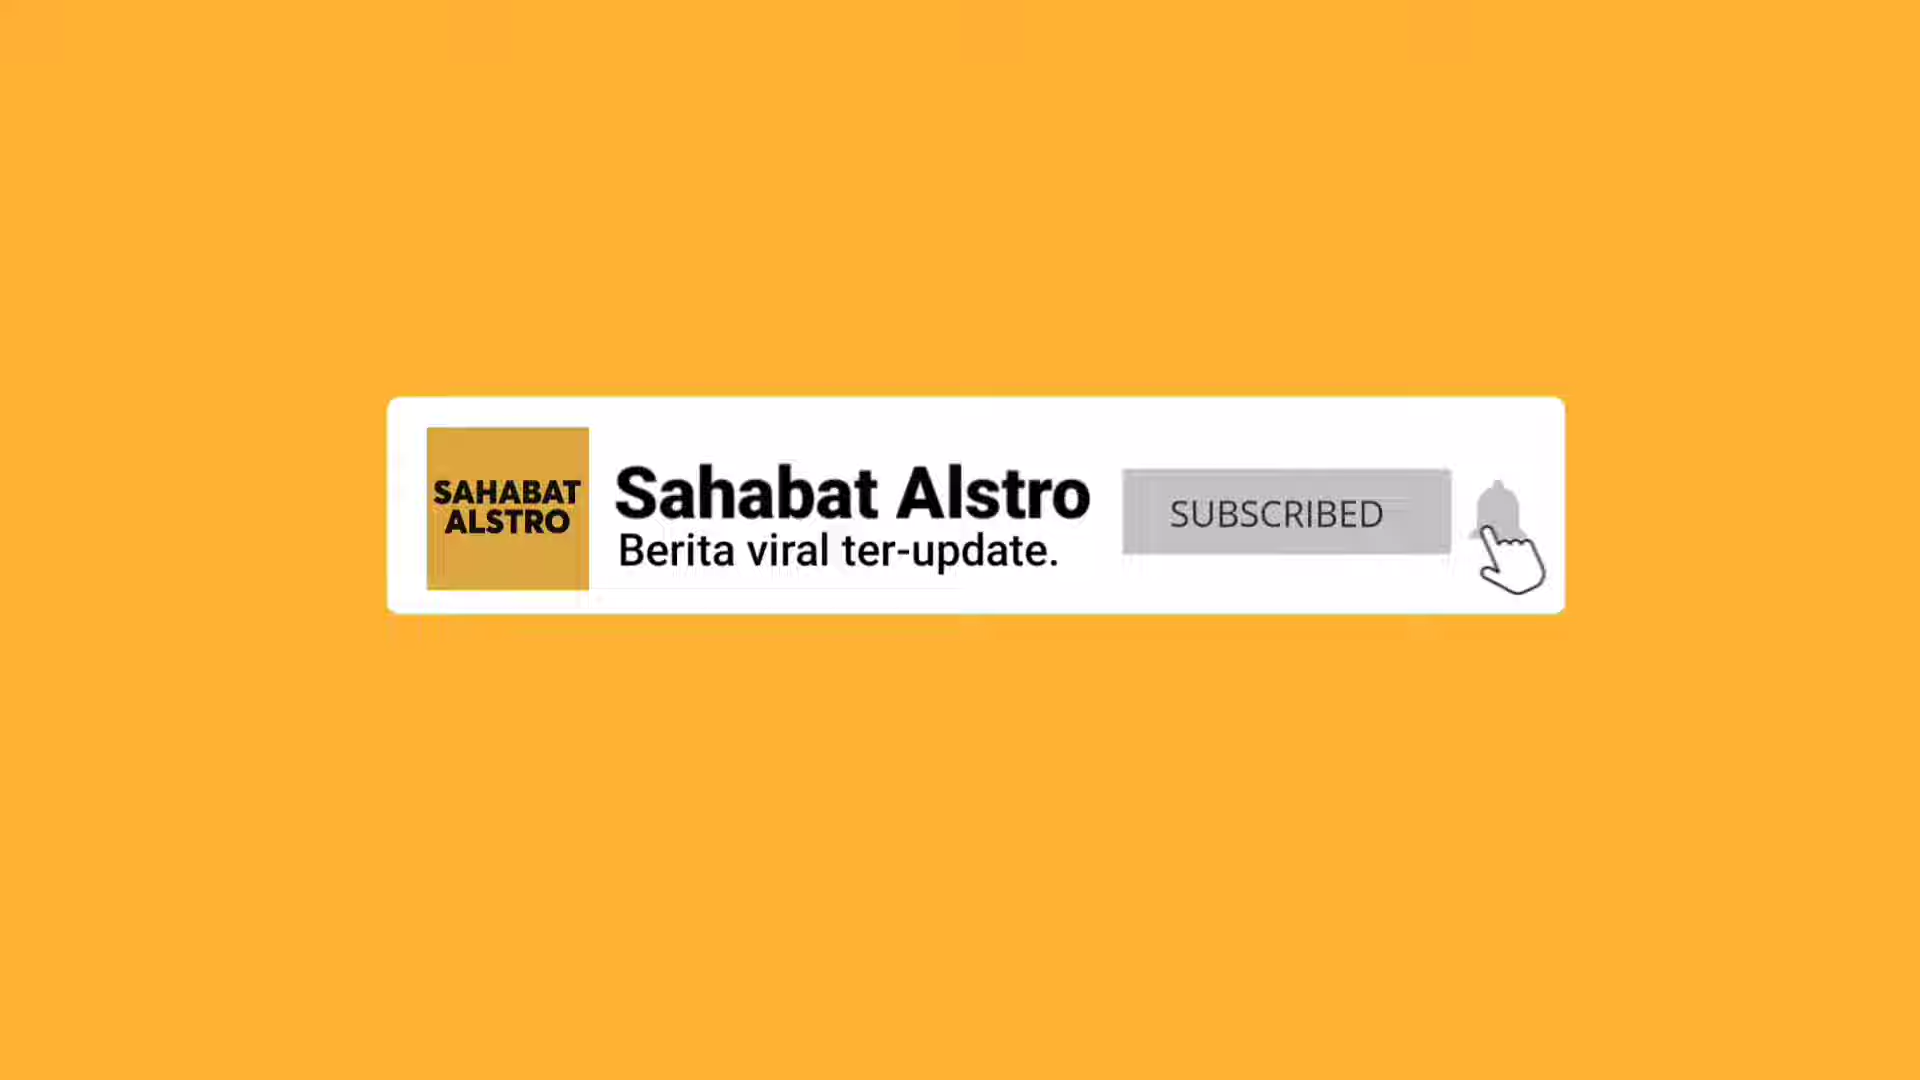 SAHABAT
ALSTRO
Sahabat Alstro
Berita viral ter-update.
SUBSCRIBED